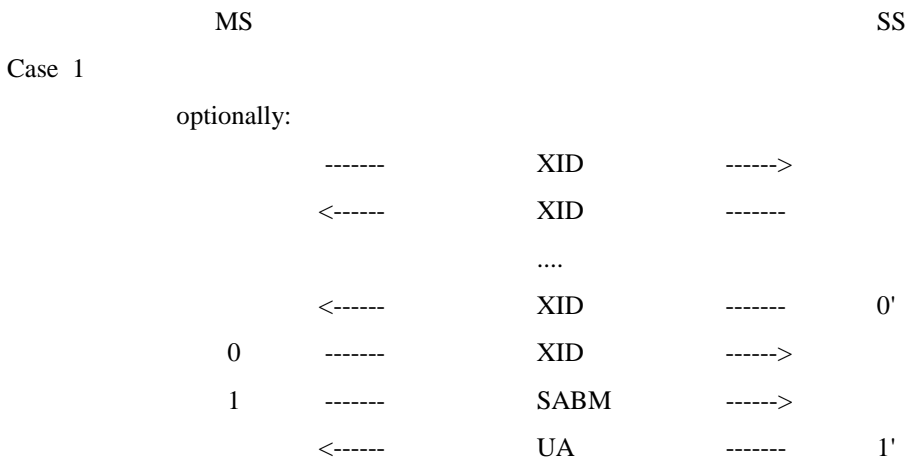 MS SS
Case 1
optionally:
------- XID ------>
<------ XID -------
....
<------ XID ------- 0'
0 ------- XID ------>
1 ------- SABM ------>
<------ UA ------- 1'